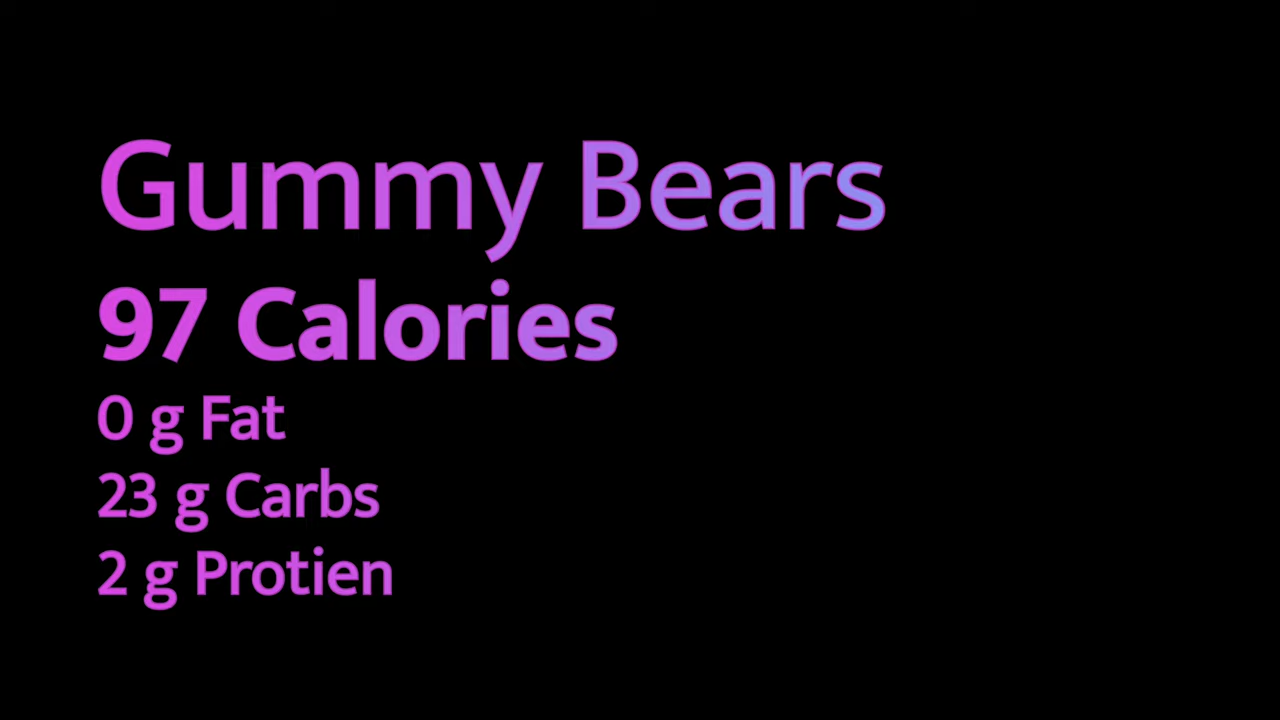 Gummy Bears
97 Calories
0 g Fat
23 g Carbs
2 g Protien